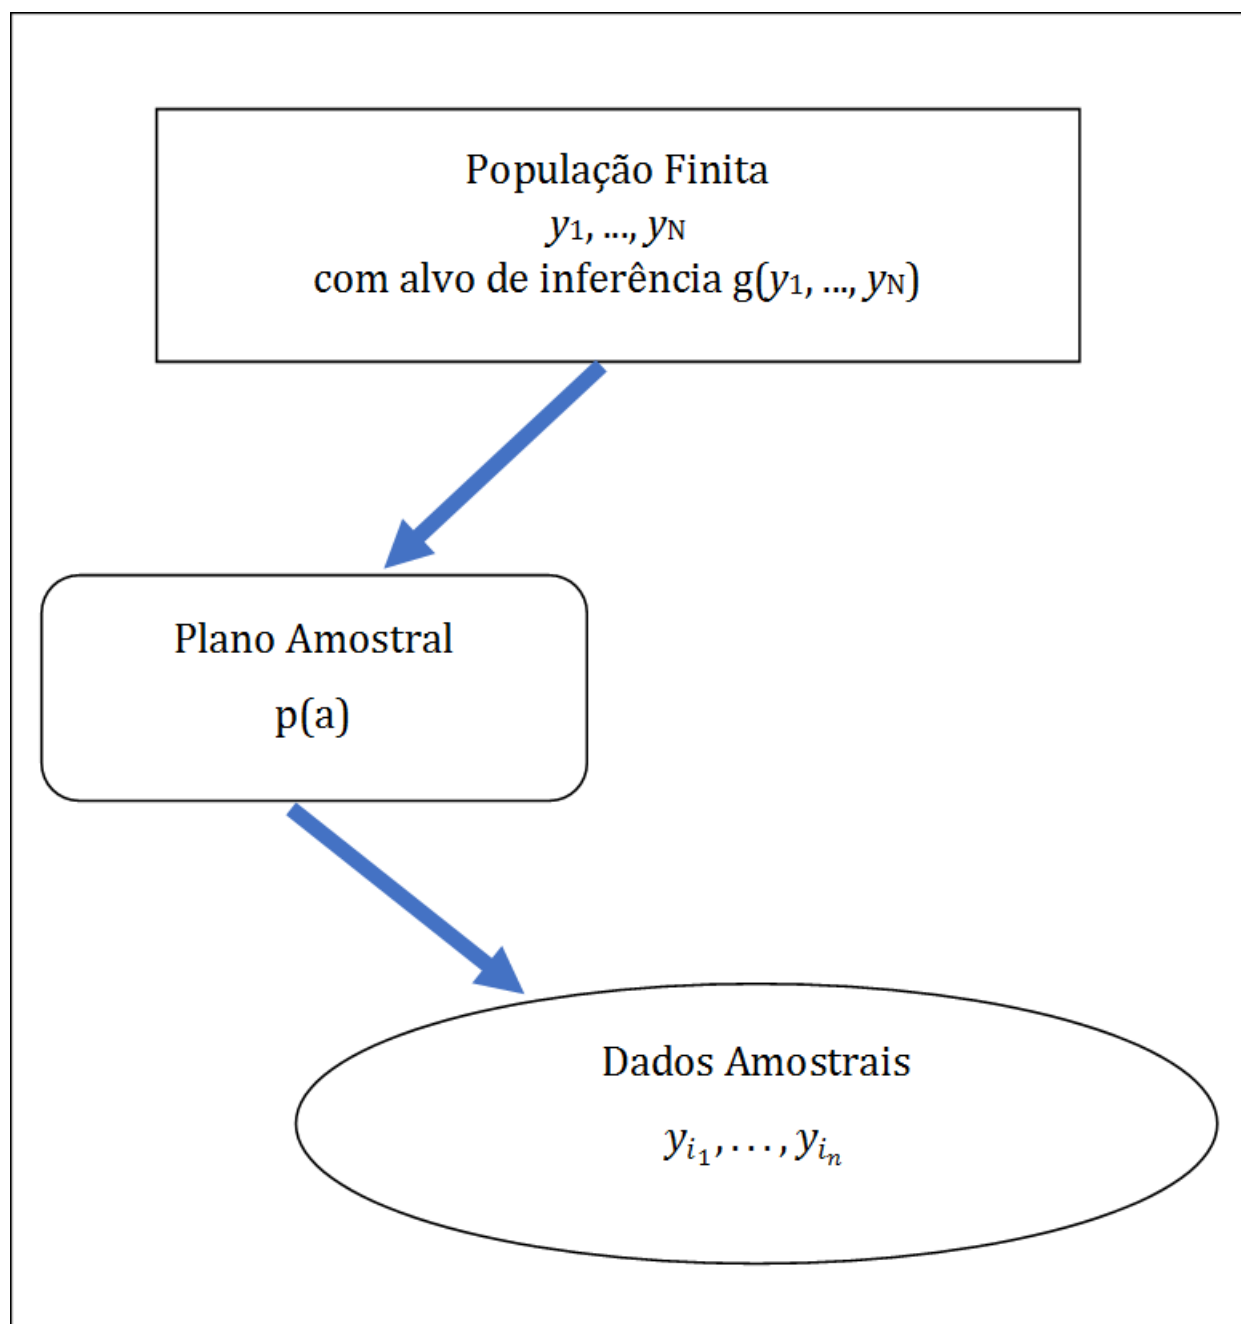 População Finita
y1, ..., yN
com alvo de inferência g(y1, ..., yN)
Plano Amostral
p(a)
Dados Amostrais
yi1, . . . , yin